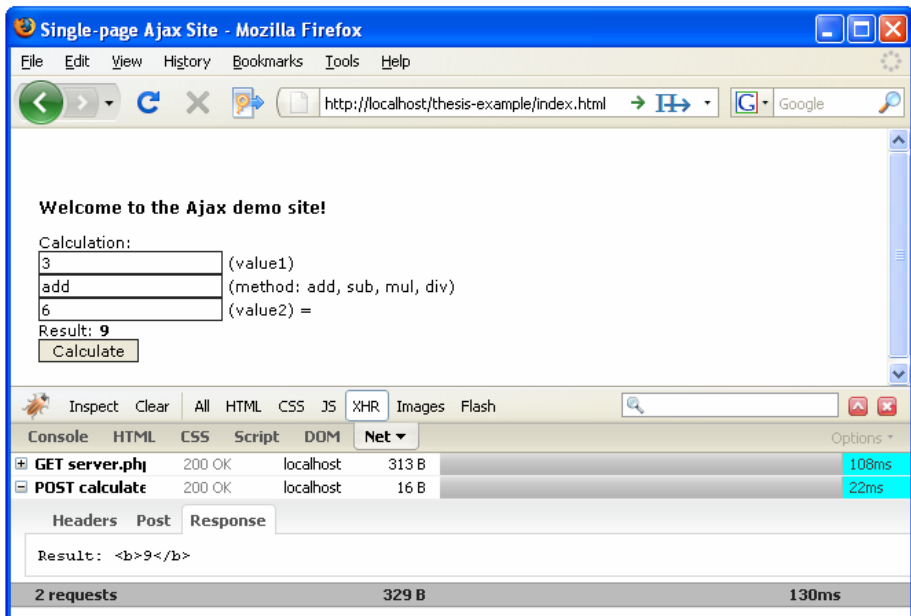 Single-page Ajax Site - Mozilla Firefox
File Edit View History Bookmarks Tools Help
http://localhost/thesis-example/index.html G Google
Welcome to the Ajax demo site!
Calculation:
3 (value1)
add (method: add, sub, mul, div)
6 (value2) =
Result: 9
Calculate
Inspect Clear All HTML CSS JS XHR Images Flash
Console HTML CSS Script DOM Net Options
GET server.php 200 OK localhost 313 B 108ms
POST calculate 200 OK localhost 16 B 22ms
Headers Post Response
Result: <b>9</b>
2 requests 329 B 130ms